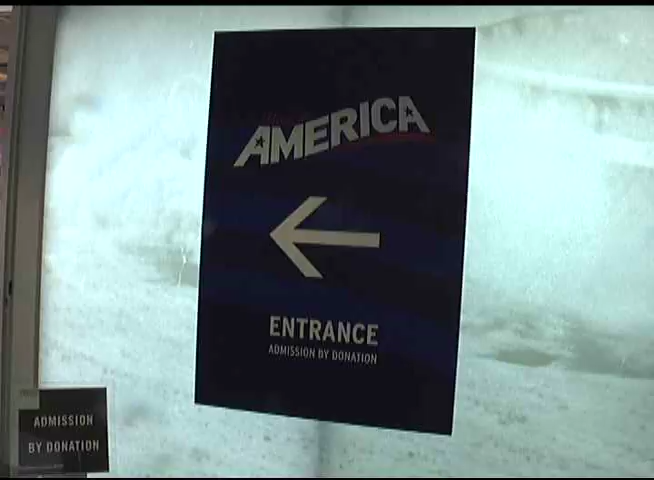 AMERICA
ENTRANCE
ADMISSION BY DONATION
ADMISSION
BY DONATION